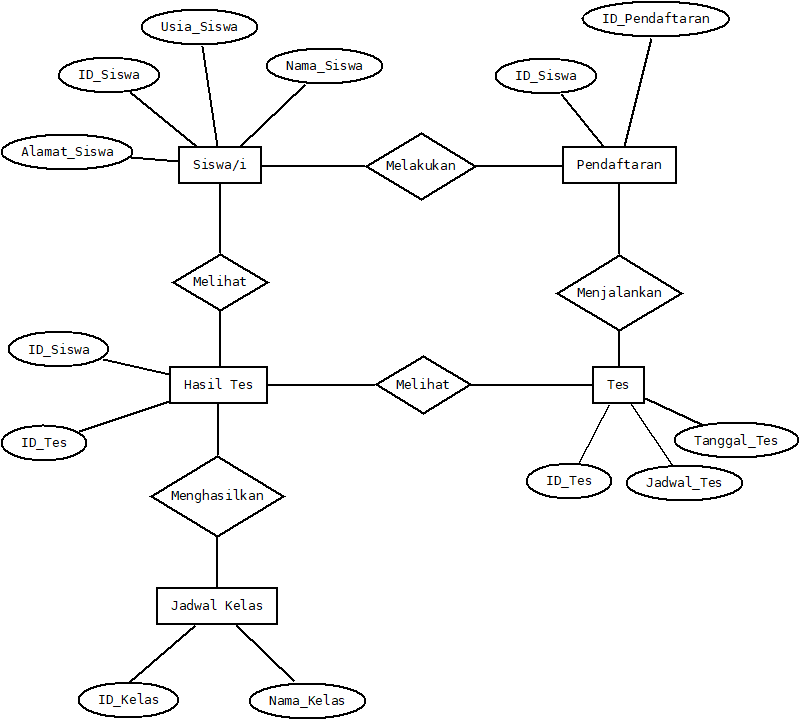 ID_Pendaftaran
Usia_Siswa
Nama_Siswa
ID_Siswa
ID_Siswa
Alamat_Siswa
Siswa/i
Melakukan
Pendaftaran
Melihat
Menjalankan
ID_Siswa
Hasil Tes
Melihat
Tes
ID_Tes
Tanggal_Tes
ID_Tes
Jadwal_Tes
Menghasilkan
Jadwal Kelas
ID_Kelas
Nama_Kelas